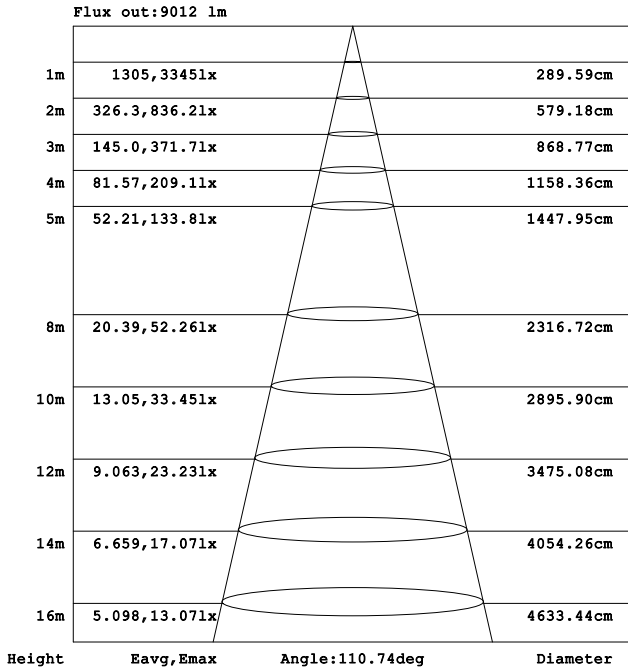 Flux out:9012 lm
1m 1305,3345lx 289.59cm
2m 326.3,836.2lx 579.18cm
3m 145.0,371.7lx 868.77cm
4m 81.57,209.1lx 1158.36cm
5m 52.21,133.8lx 1447.95cm
8m 20.39,52.26lx 2316.72cm
10m 13.05,33.45lx 2895.90cm
12m 9.063,23.23lx 3475.08cm
14m 6.659,17.07lx 4054.26cm
16m 5.098,13.07lx 4633.44cm
Height Eavg,Emax Angle:110.74deg Diameter